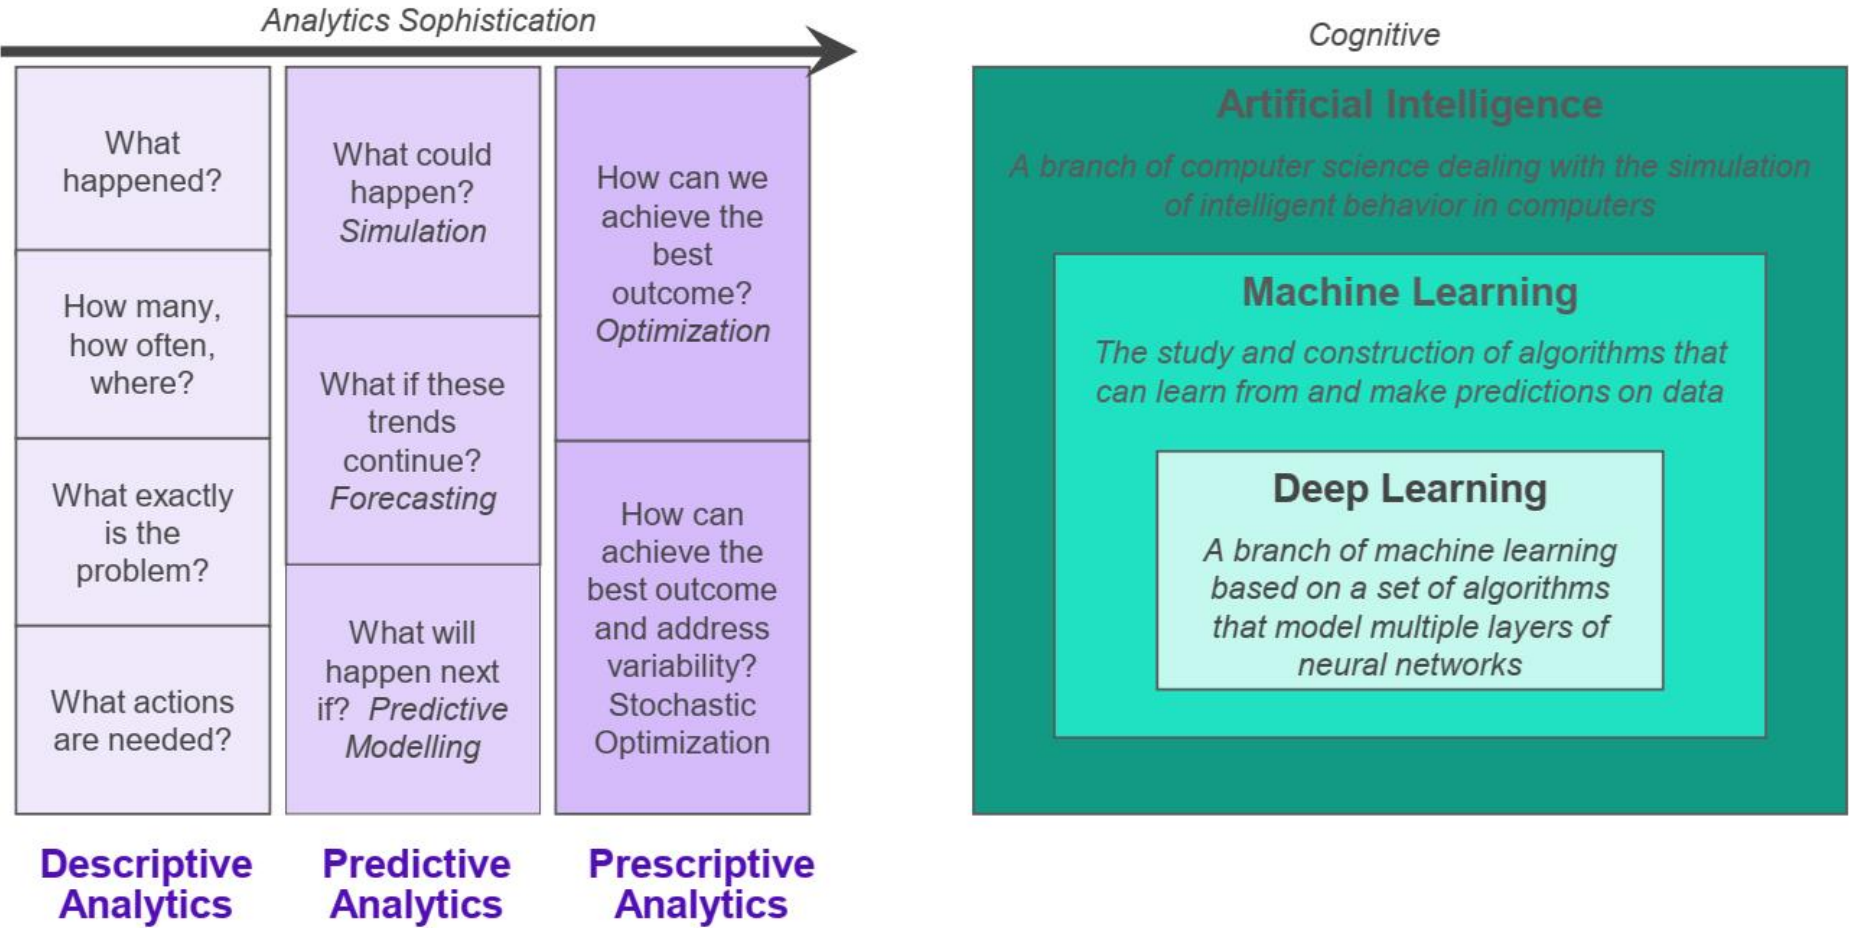 Analytics Sophistication
What
happened?
How many,
how often,
where?
What exactly
is the
problem?
What actions
are needed?
Descriptive
Analytics
What could
happen?
Simulation
What if these
trends
continue?
Forecasting
What will
happen next
if? Predictive
Modelling
Predictive
Analytics
How can we
achieve the
best
outcome?
Optimization
How can
achieve the
best outcome
and address
variability?
Stochastic
Optimization
Prescriptive
Analytics
Cognitive
Artificial Intelligence
A branch of computer science dealing with the simulation
of intelligent behavior in computers
Machine Learning
The study and construction of algorithms that
can learn from and make predictions on data
Deep Learning
A branch of machine learning
based on a set of algorithms
that model multiple layers of
neural networks